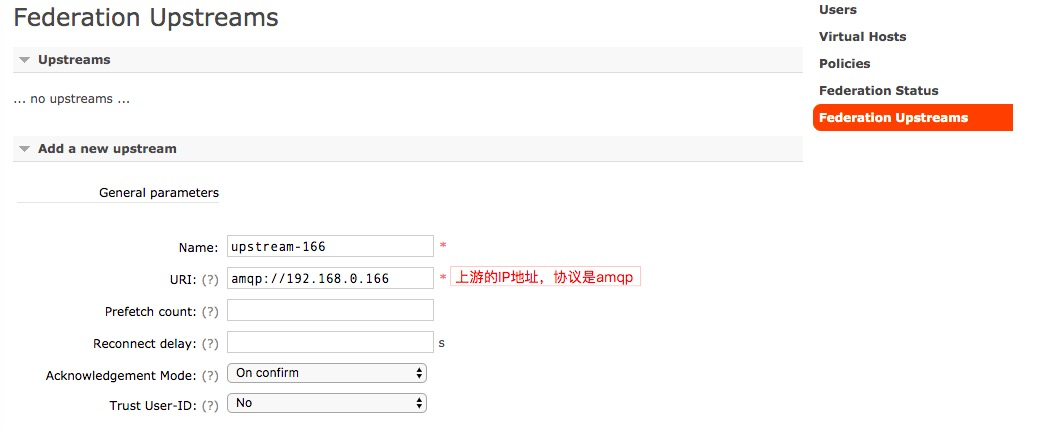 Federation Upstreams
Upstreams
... no upstreams ...
Add a new upstream
General parameters
Name: upstream-166 *
URI: (?) amqp://192.168.0.166 * 上游的IP地址，协议是amqp
Prefetch count: (?)
Reconnect delay: (?) s
Acknowledgement Mode: (?) On confirm
Trust User-ID: (?) No
Users
Virtual Hosts
Policies
Federation Status
Federation Upstreams